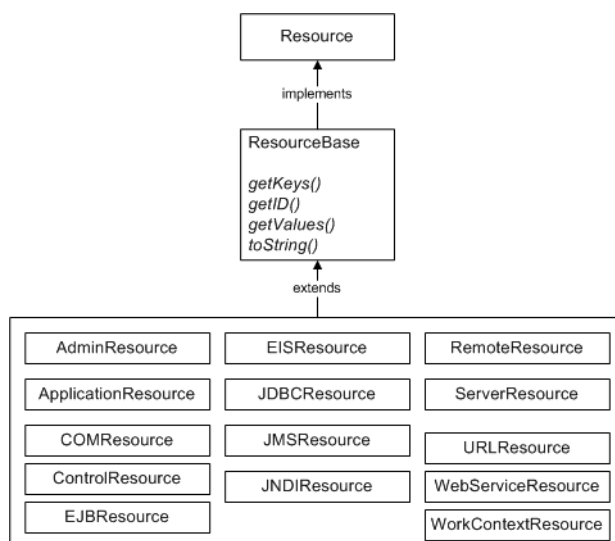 Resource
implements
ResourceBase
getKeys()
getID()
getValues()
toString()
extends
AdminResource
EISResource
RemoteResource
ApplicationResource
JDBCResource
ServerResource
COMResource
JMSResource
URLResource
ControlResource
JNDIResource
WebServiceResource
EJBResource
WorkContextResource